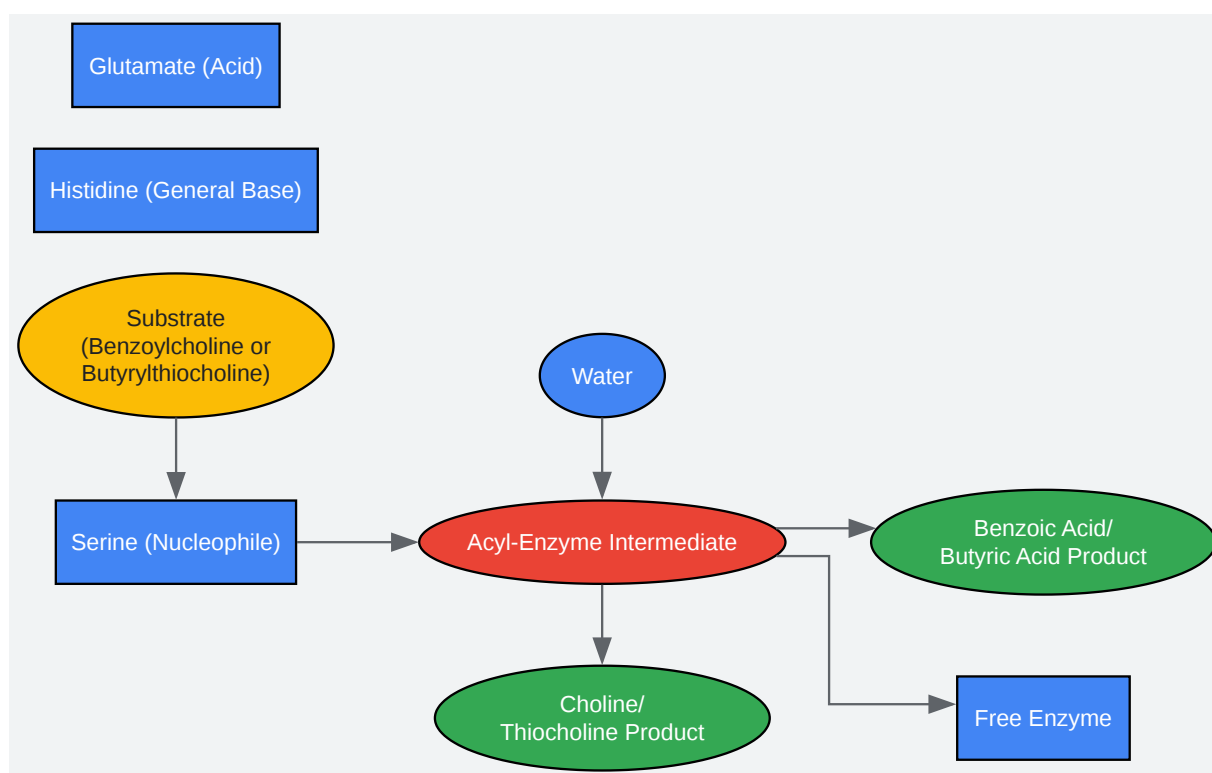 Glutamate (Acid)
Histidine (General Base)
Substrate
(Benzoylcholine or
Butyrylthiocholine)
Water
Serine (Nucleophile)
Acyl-Enzyme Intermediate
Benzoic Acid/
Butyric Acid Product
Choline/
Thiocholine Product
Free Enzyme